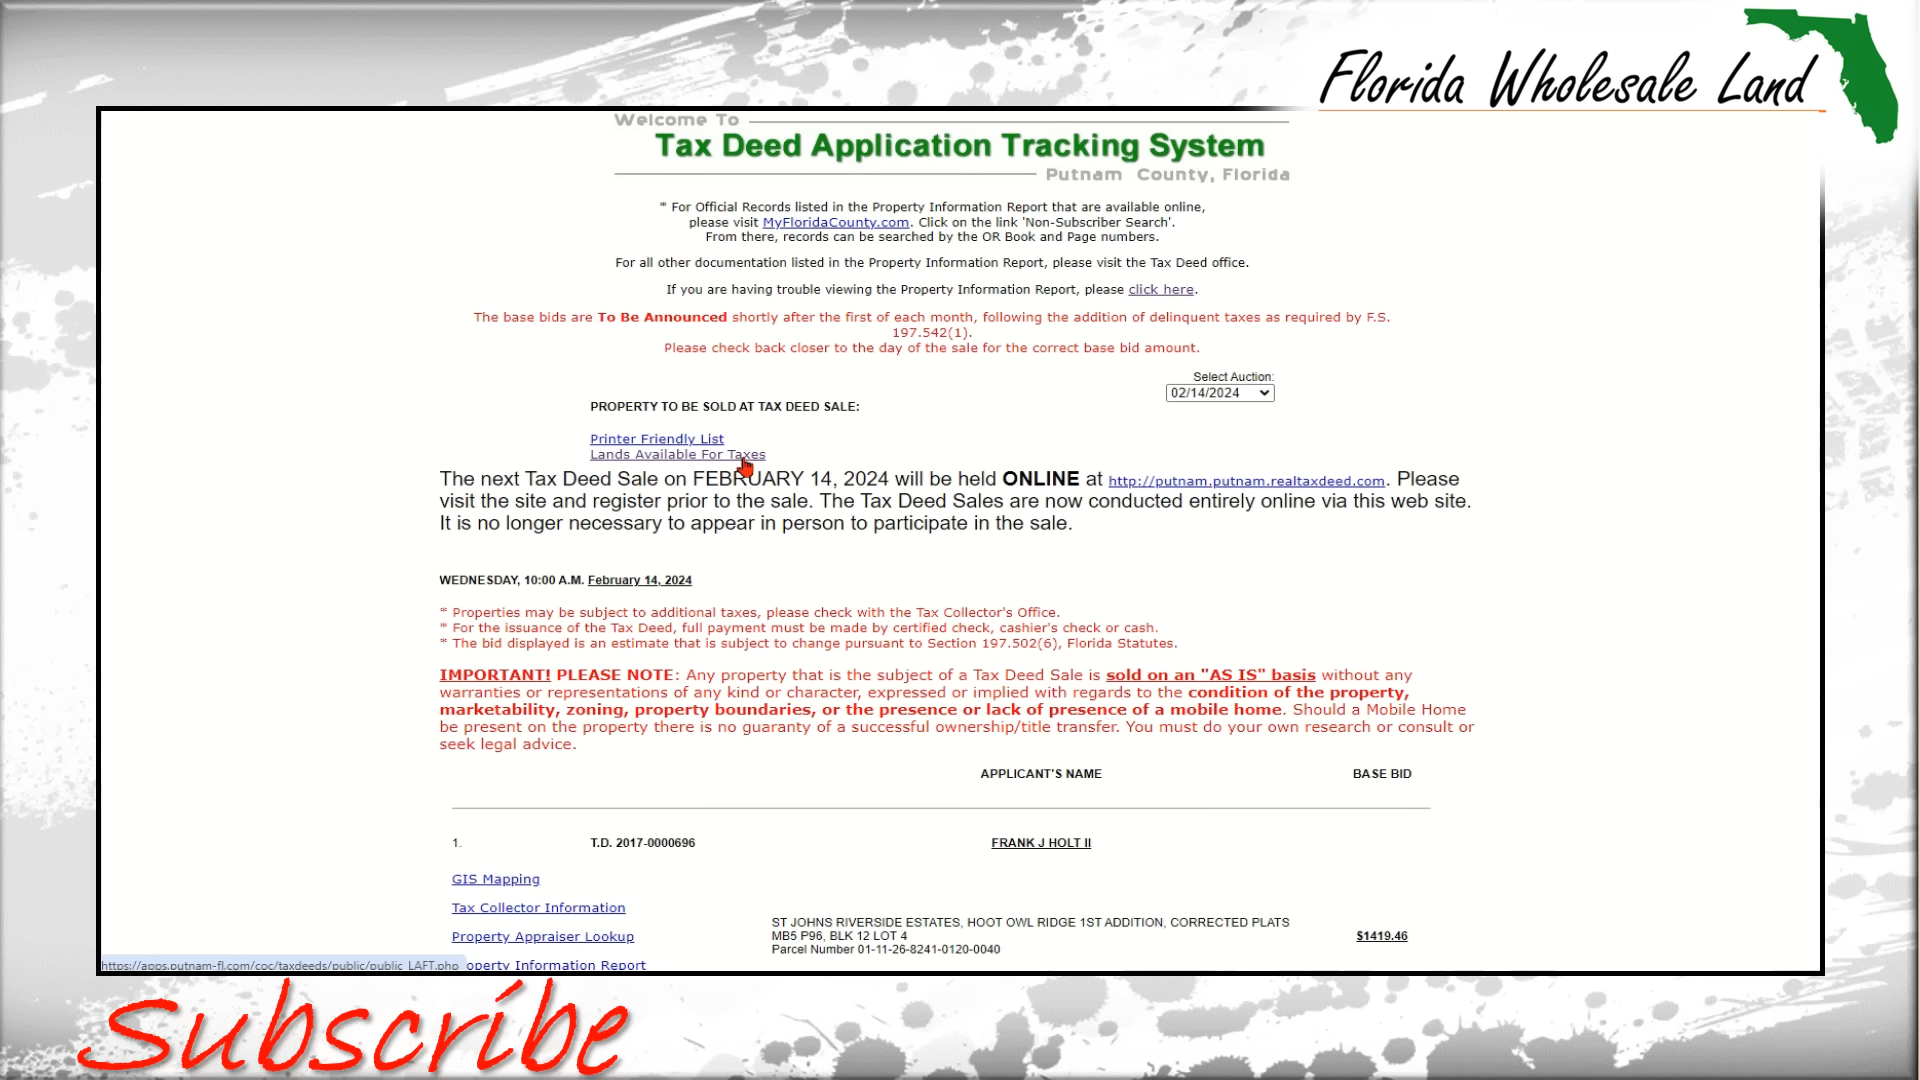 Florida Wholesale Land
Welcome To
Tax Deed Application Tracking System
Putnam County, Florida
* For Official Records listed in the Property Information Report that are available online,
please visit MyFloridaCounty.com. Click on the link 'Non-Subscriber Search'.
From there, records can be searched by the OR Book and Page numbers.
For all other documentation listed in the Property Information Report, please visit the Tax Deed office.
If you are having trouble viewing the Property Information Report, please click here.
The base bids are To Be Announced shortly after the first of each month, following the addition of delinquent taxes as required by F.S.
197.542(1).
Please check back closer to the day of the sale for the correct base bid amount.
Select Auction:
02/14/2024
PROPERTY TO BE SOLD AT TAX DEED SALE:
Printer Friendly List
Lands Available For Taxes
The next Tax Deed Sale on FEBRUARY 14, 2024 will be held ONLINE at http://putnam.putnam.realtaxdeed.com. Please
visit the site and register prior to the sale. The Tax Deed Sales are now conducted entirely online via this web site.
It is no longer necessary to appear in person to participate in the sale.
WEDNESDAY, 10:00 A.M. February 14, 2024
* Properties may be subject to additional taxes, please check with the Tax Collector's Office.
* For the issuance of the Tax Deed, full payment must be made by certified check, cashier's check or cash.
* The bid displayed is an estimate that is subject to change pursuant to Section 197.502(6), Florida Statutes.
IMPORTANT! PLEASE NOTE: Any property that is the subject of a Tax Deed Sale is sold on an "AS IS" basis without any
warranties or representations of any kind or character, expressed or implied with regards to the condition of the property,
marketability, zoning, property boundaries, or the presence or lack of presence of a mobile home. Should a Mobile Home
be present on the property there is no guaranty of a successful ownership/title transfer. You must do your own research or consult or
seek legal advice.
APPLICANT'S NAME BASE BID
1. T.D. 2017-0000696 FRANK J HOLT II
GIS Mapping
Tax Collector Information
Property Appraiser Lookup
ST JOHNS RIVERSIDE ESTATES, HOOT OWL RIDGE 1ST ADDITION, CORRECTED PLATS
MB5 P96, BLK 12 LOT 4 $1419.46
Parcel Number 01-11-26-8241-0120-0040
https://apps.putnam-fl.com/coc/taxdeeds/public/public_LAFT.php operty Information Report
Subscribe